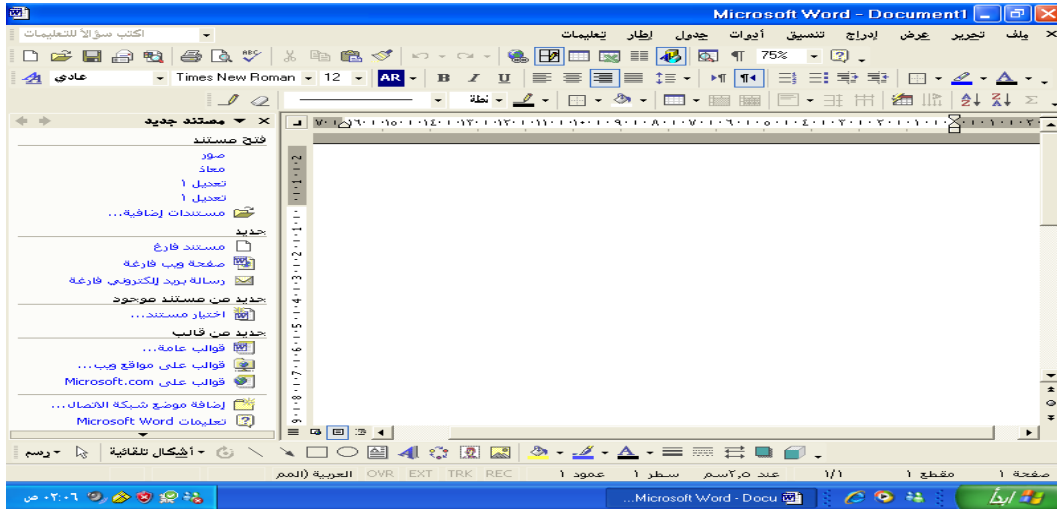 Microsoft Word - Document1
ملف تحرير عرض إدراج تنسيق أدوات جدول إطار تعليمات
اكتب سؤالاً للتعليمات
75%
عادي Times New Roman 12 AR B I U
نطة
مستند جديد
فتح مستند
صور
معاذ
تعديل ١
تعديل ١
مستندات إضافية...
جديد
مستند فارغ
صفحة ويب فارغة
رسالة بريد إلكتروني فارغة
جديد من مستند موجود
اختيار مستند...
جديد من قالب
قوالب عامة...
قوالب على مواقع ويب...
قوالب على Microsoft.com
إضافة موضع شبكة الاتصال...
تعليمات Microsoft Word
رسم أشكال تلقائية
صفحة ١ مقطع ١ ١/١ عند ٢,٥سم سطر ١ عمود ١ REC TRK EXT OVR العربية (المم
ابدأ
Microsoft Word - Docu...
٠٢:٠٦ ص